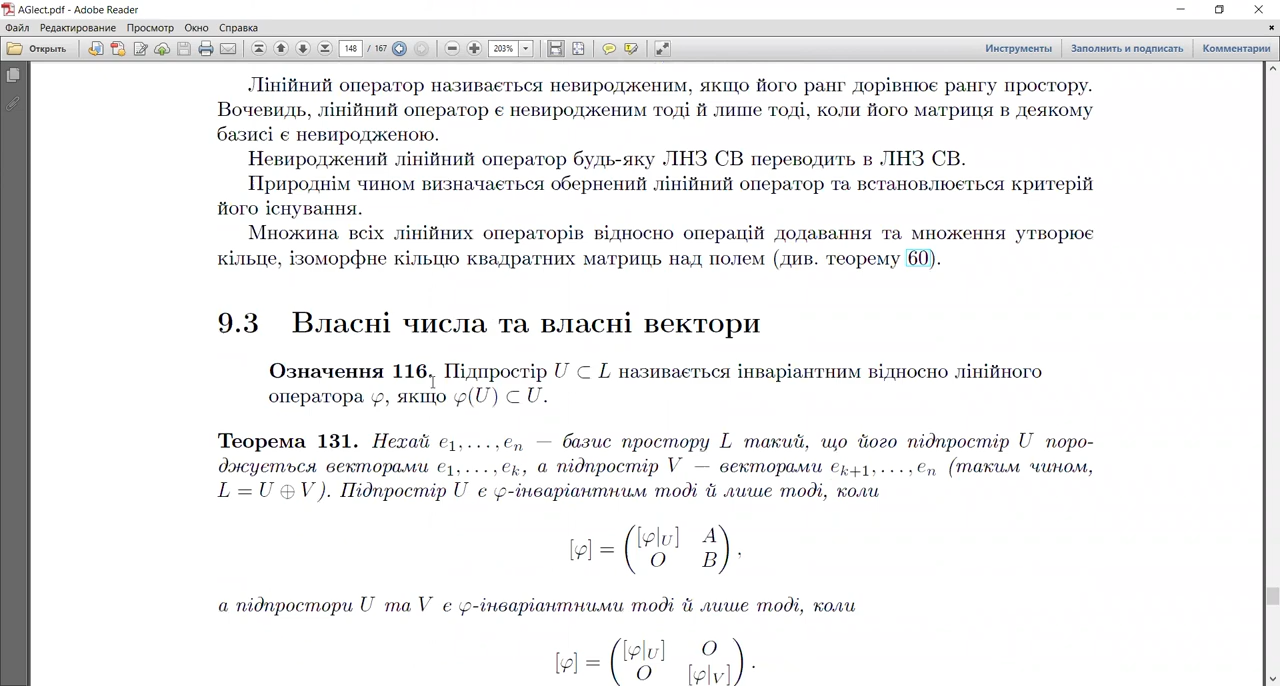 AGlect.pdf - Adobe Reader
Файл Редактирование Просмотр Окно Справка
Открыть 148 / 167 203% Инструменты Заполнить и подписать Комментарии
Лінійний оператор називається невиродженим, якщо його ранг дорівнює рангу простору.
Вочевидь, лінійний оператор є невиродженим тоді й лише тоді, коли його матриця в деякому
базисі є невиродженою.
Невироджений лінійний оператор будь-яку ЛНЗ СВ переводить в ЛНЗ СВ.
Природнім чином визначається обернений лінійний оператор та встановлюється критерій
його існування.
Множина всіх лінійних операторів відносно операцій додавання та множення утворює
кільце, ізоморфне кільцю квадратних матриць над полем (див. теорему 60).
9.3 Власні числа та власні вектори
Означення 116. Підпростір U ⊂ L називається інваріантним відносно лінійного
оператора φ, якщо φ(U) ⊂ U.
Теорема 131. Нехай e₁, . . . , eₙ — базис простору L такий, що його підпростір U поро-
джується векторами e₁, . . . , eₖ, а підпростір V — векторами eₖ₊₁, . . . , eₙ (таким чином,
L = U ⊕ V). Підпростір U є φ-інваріантним тоді й лише тоді, коли
[φ] = ([φ|U] A
O B),
а підпростори U та V є φ-інваріантними тоді й лише тоді, коли
[φ] = ([φ|U] O
O [φ|V]).